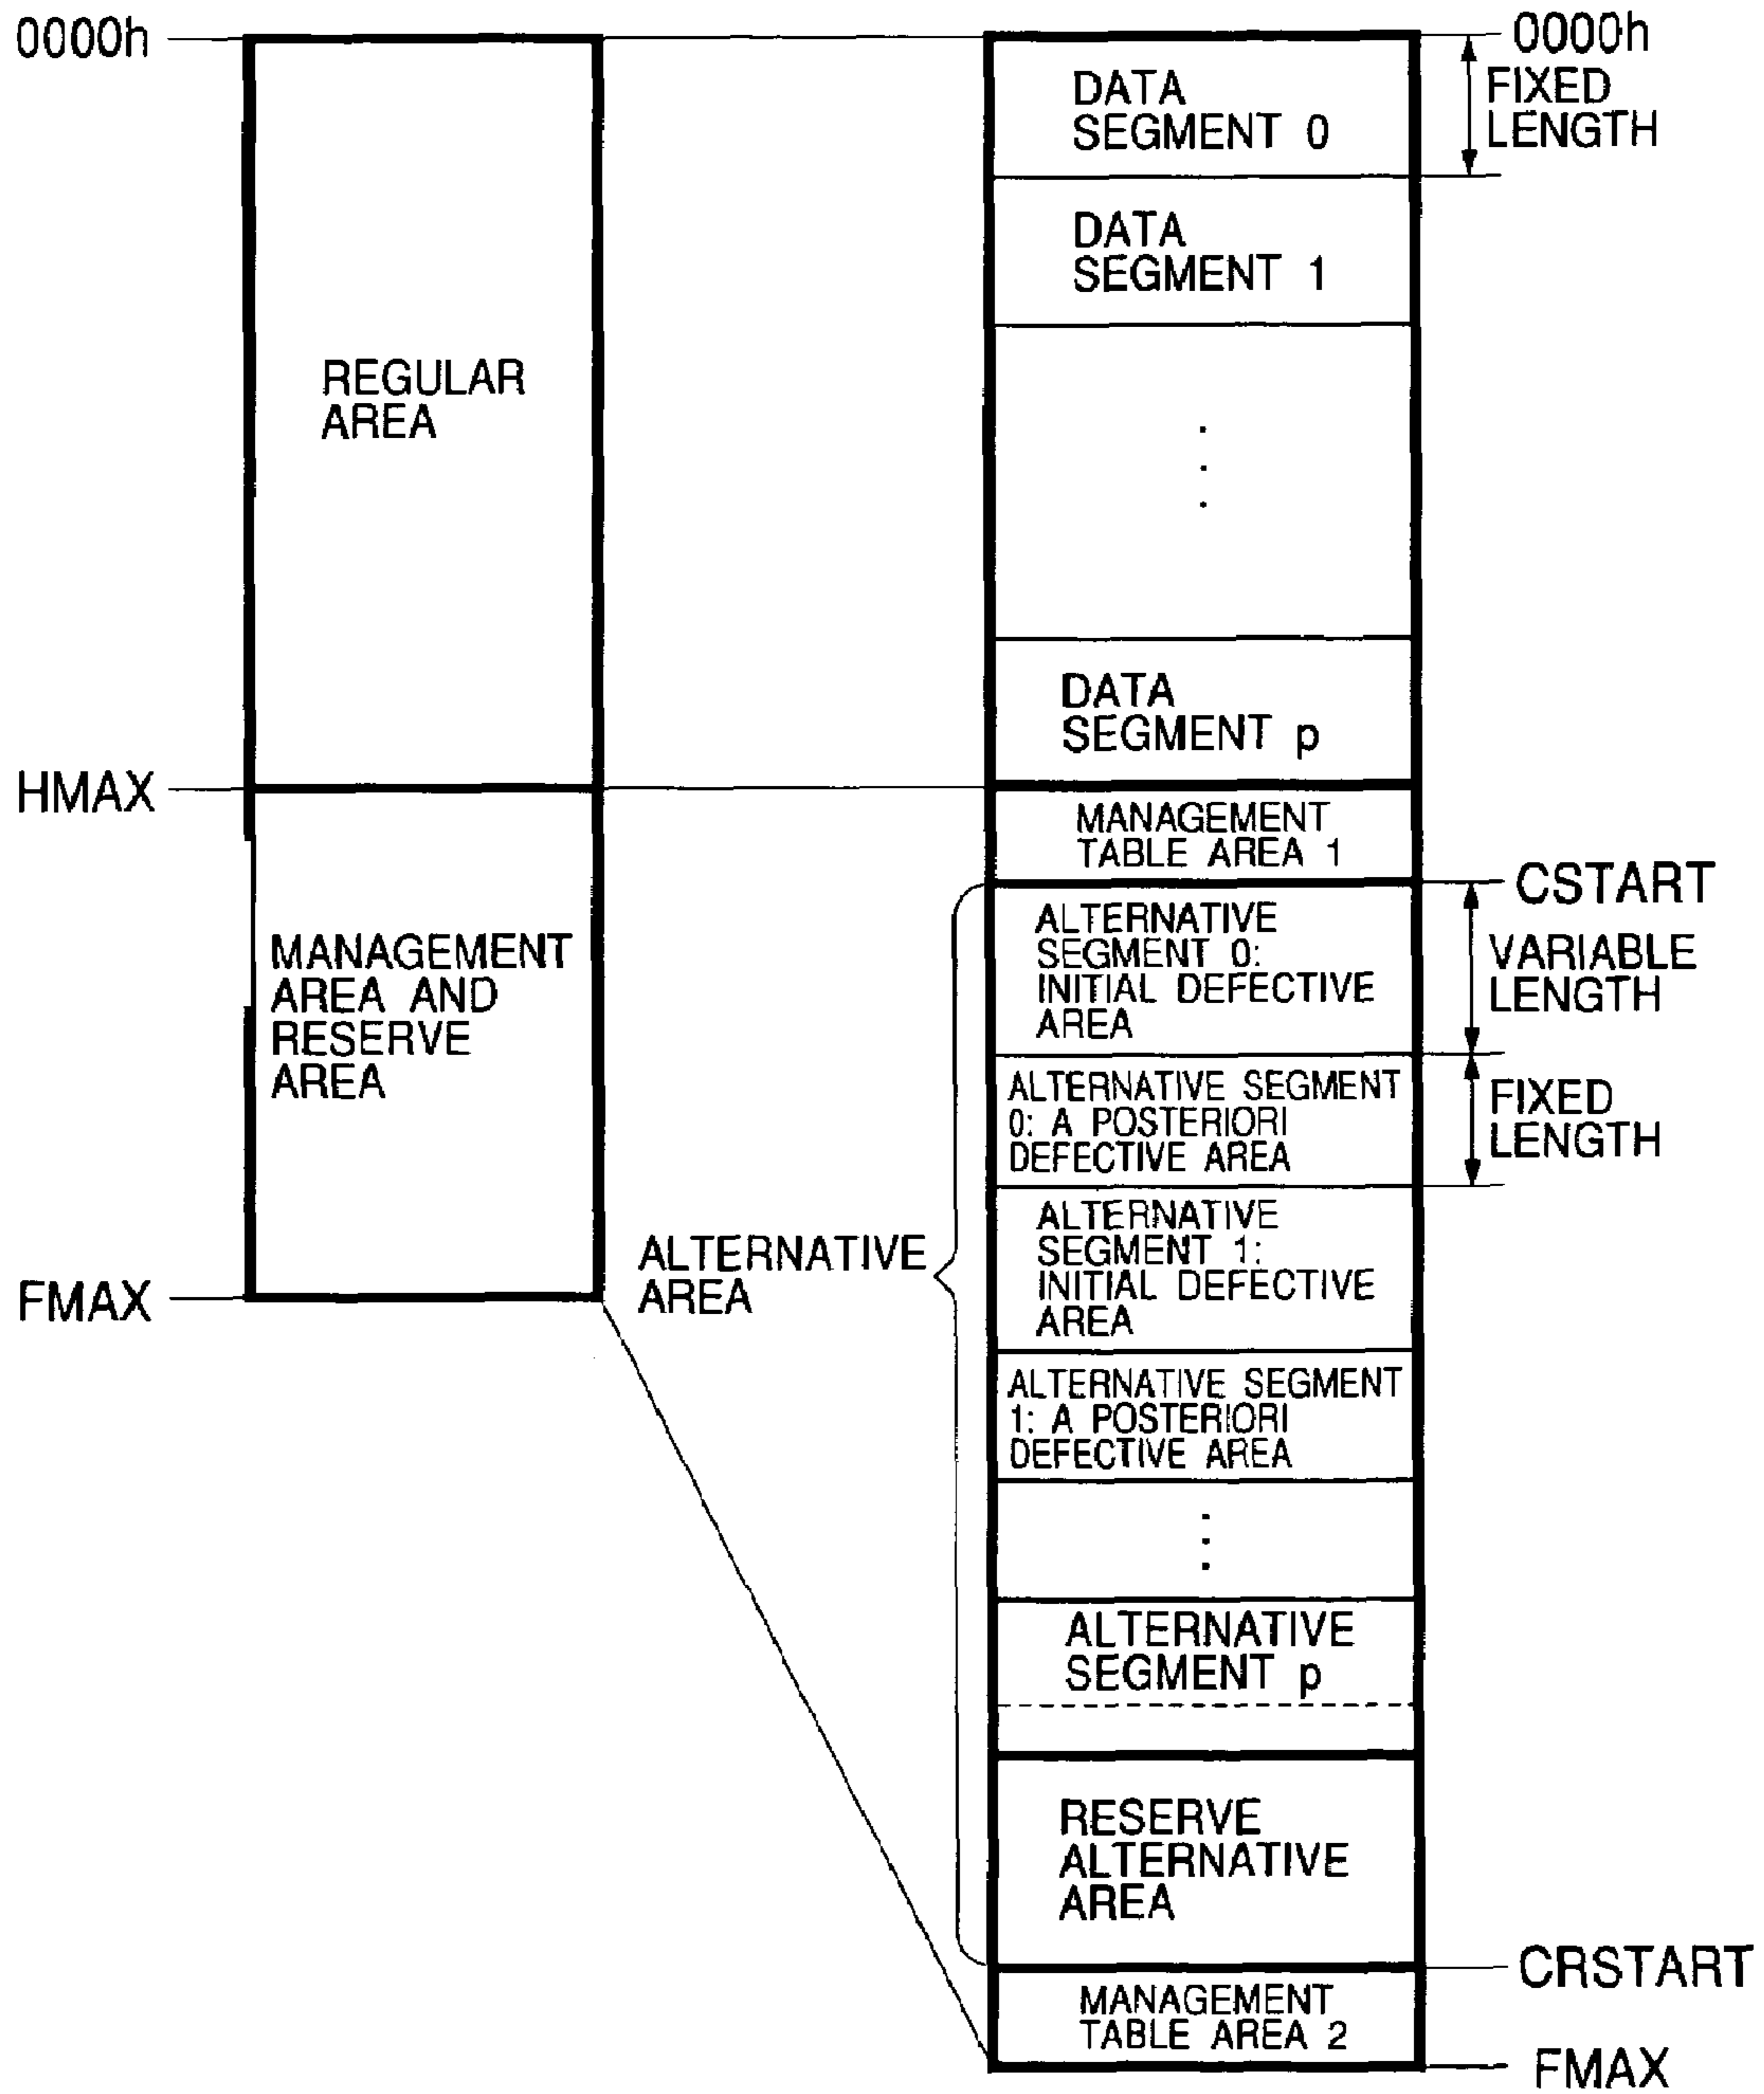 0000h
REGULAR
AREA
HMAX
MANAGEMENT
AREA AND
RESERVE
AREA
FMAX
0000h
FIXED
LENGTH
DATA
SEGMENT 0
DATA
SEGMENT 1
DATA
SEGMENT p
MANAGEMENT
TABLE AREA 1
CSTART
ALTERNATIVE
AREA
ALTERNATIVE
SEGMENT 0:
INITIAL DEFECTIVE
AREA
VARIABLE
LENGTH
ALTERNATIVE SEGMENT
0: A POSTERIORI
DEFECTIVE AREA
FIXED
LENGTH
ALTERNATIVE
SEGMENT 1:
INITIAL DEFECTIVE
AREA
ALTERNATIVE SEGMENT
1: A POSTERIORI
DEFECTIVE AREA
ALTERNATIVE
SEGMENT p
RESERVE
ALTERNATIVE
AREA
CRSTART
MANAGEMENT
TABLE AREA 2
FMAX